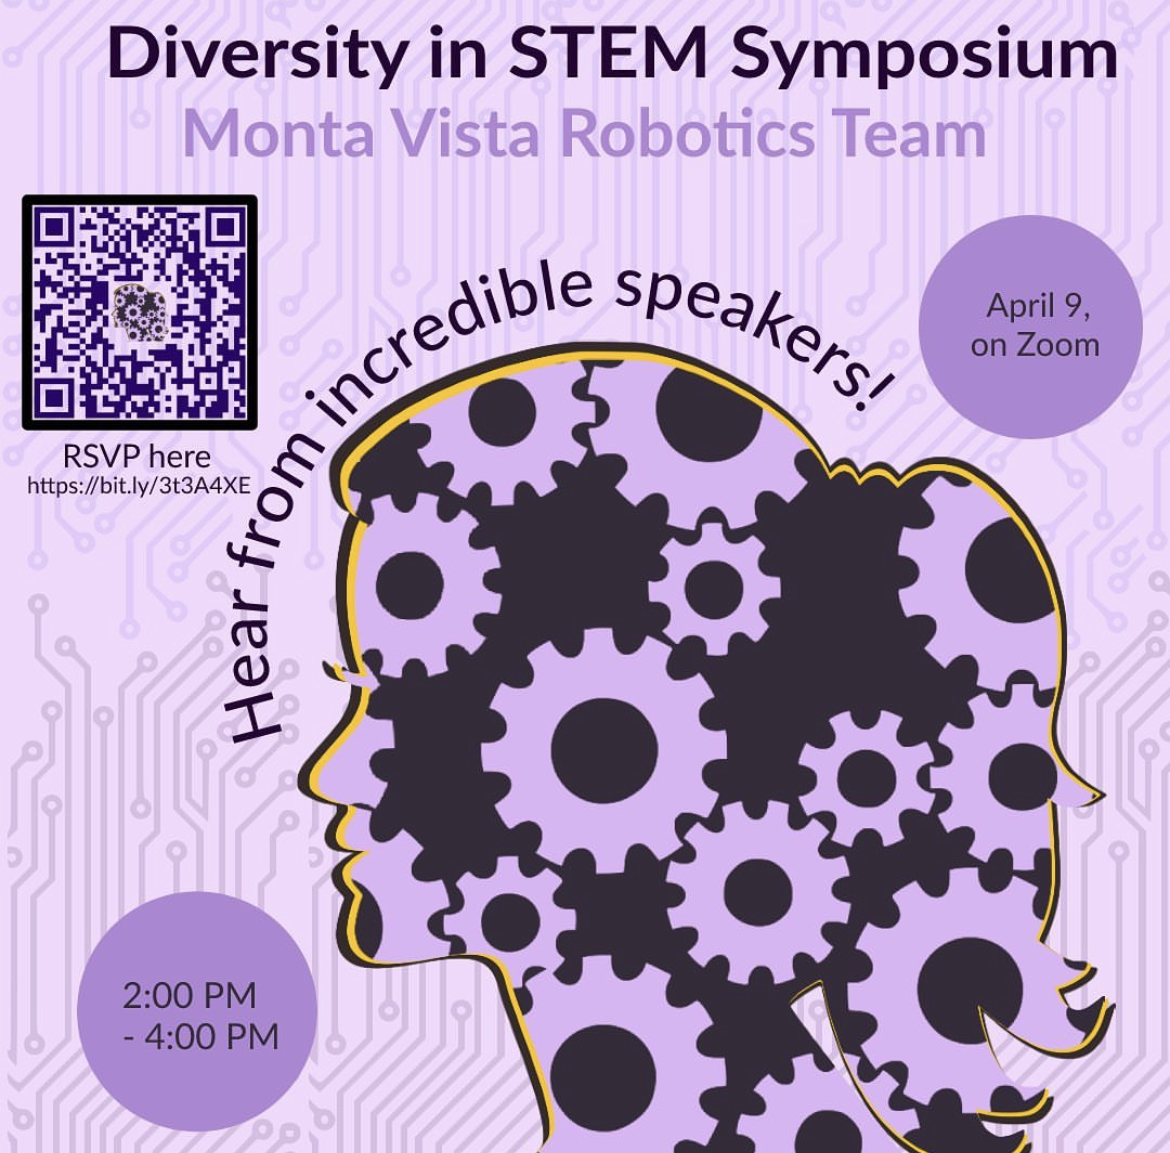 Diversity in STEM Symposium
Monta Vista Robotics Team
Hear from incredible speakers!
April 9,
on Zoom
RSVP here
https://bit.ly/3t3A4XE
2:00 PM
- 4:00 PM